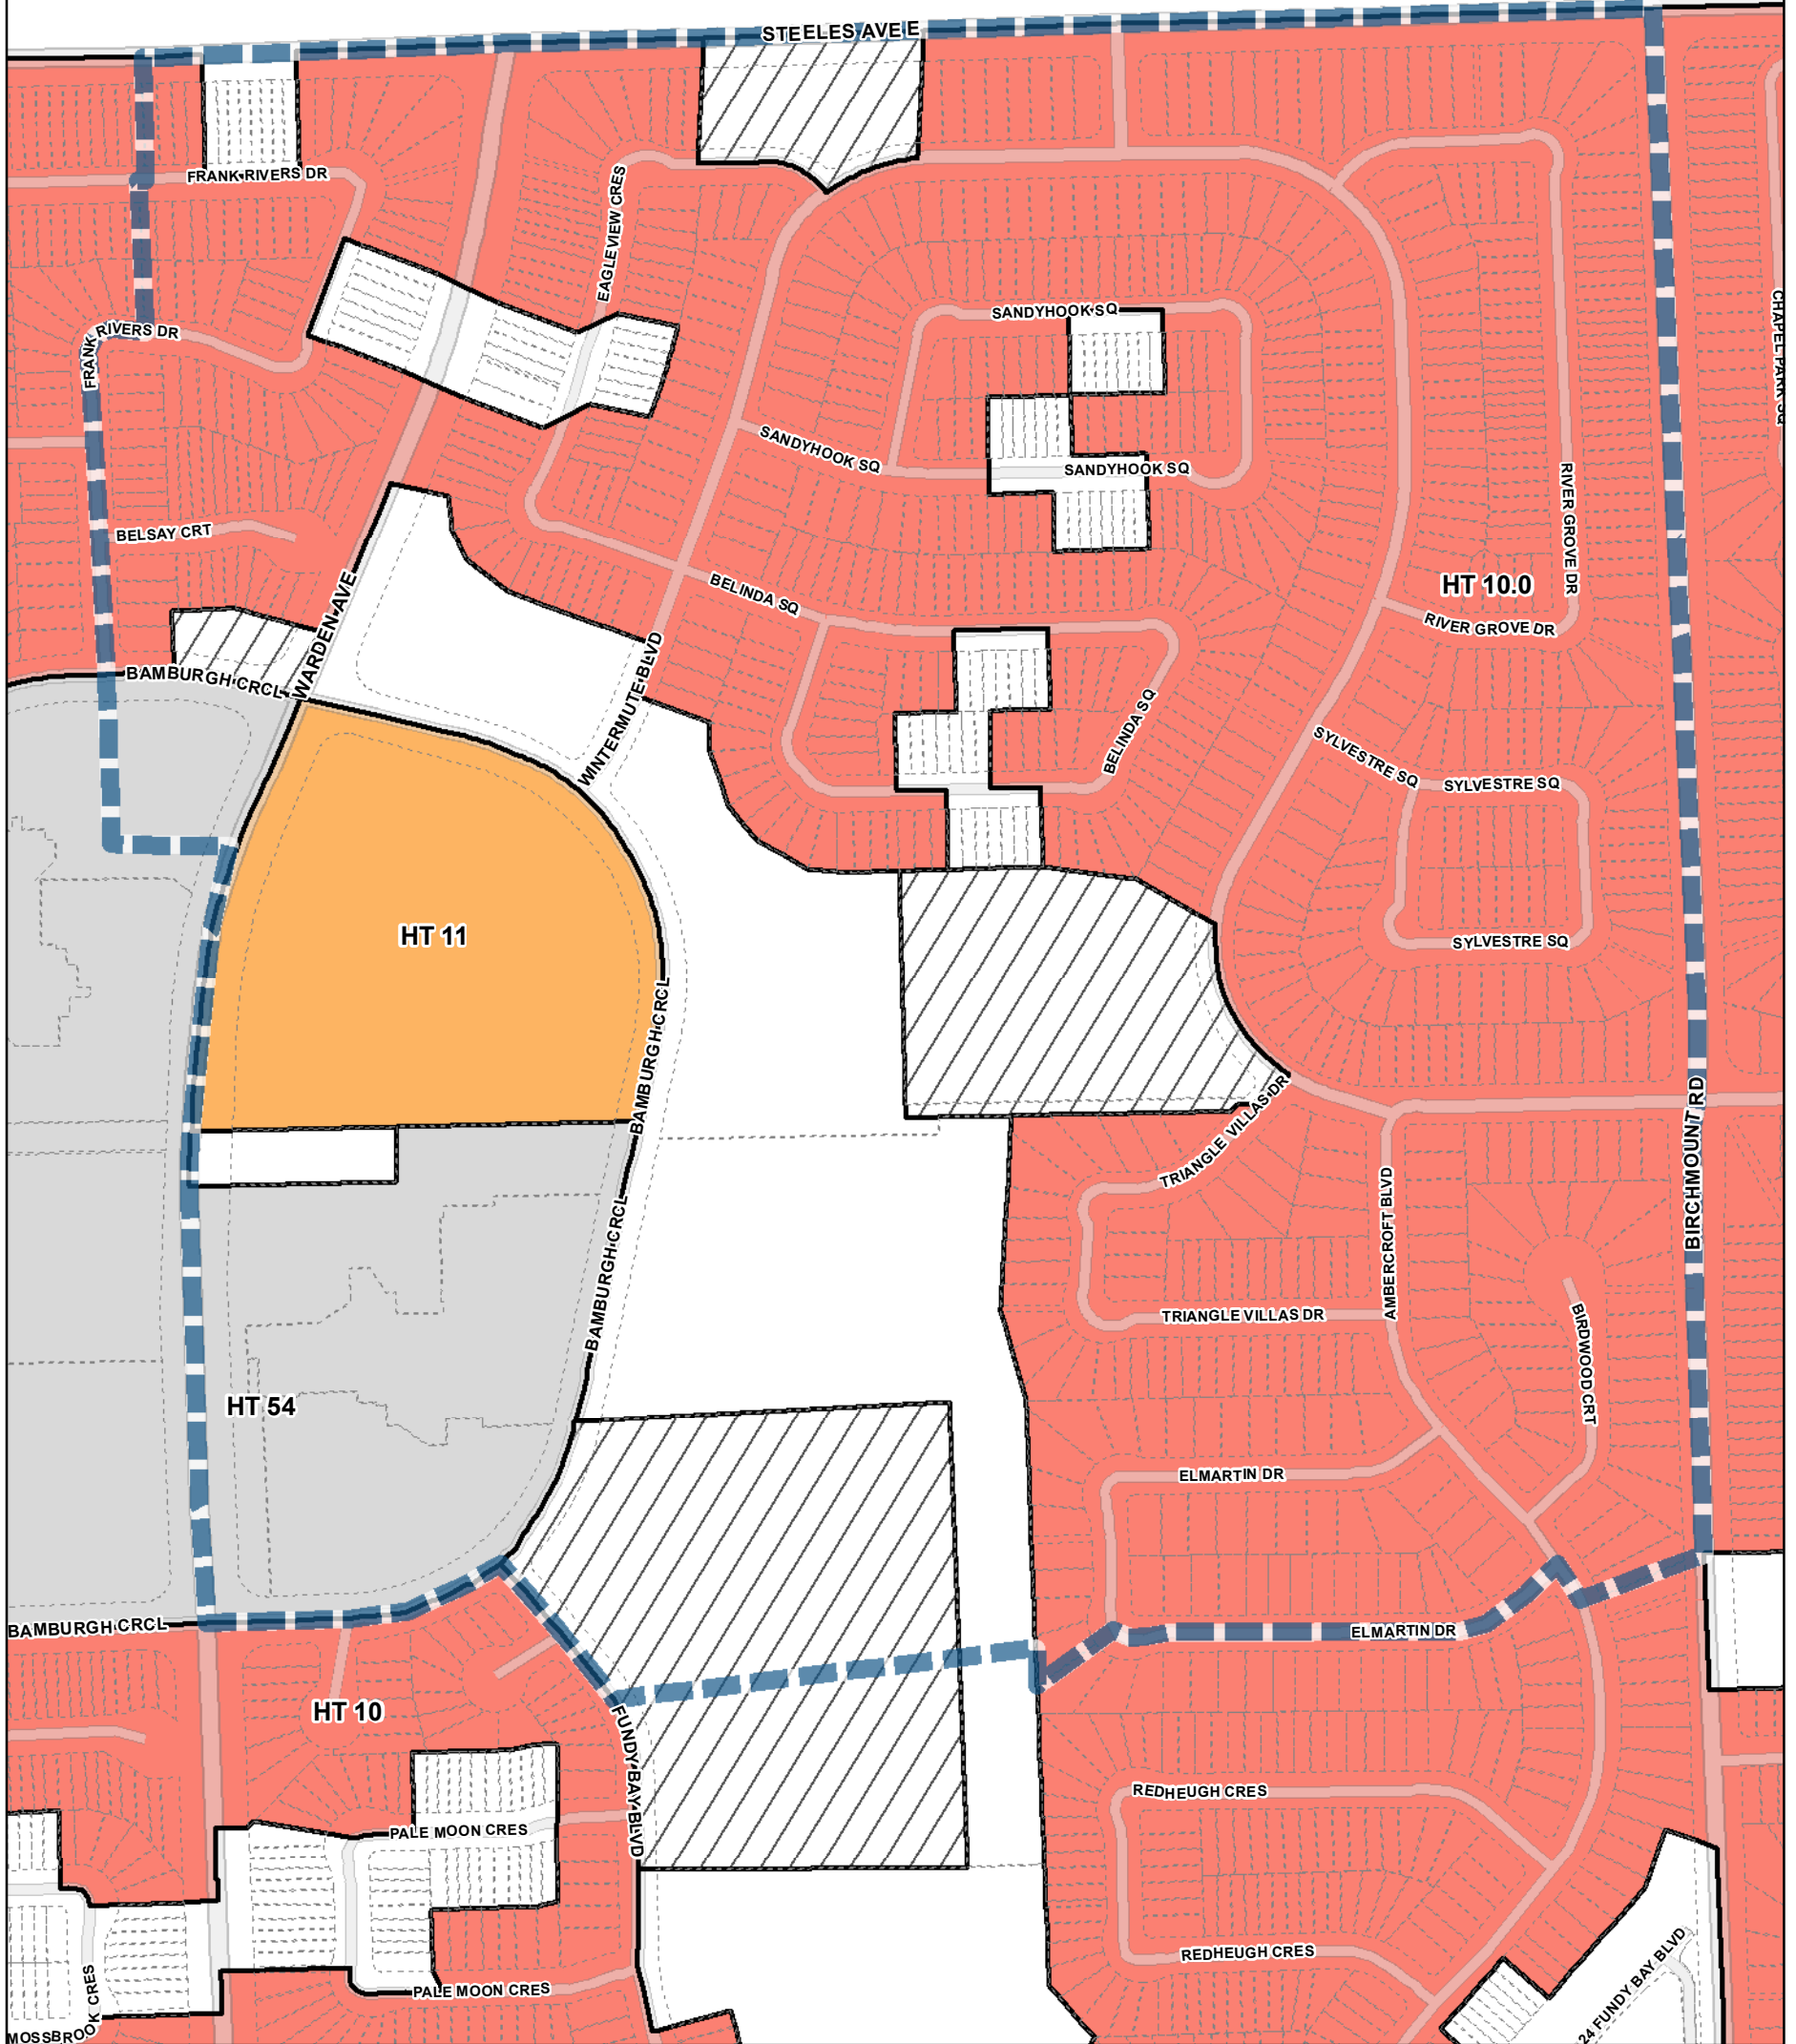 STEELES AVE E
FRANK RIVERS DR
EAGLEVIEW CRES
CHAPEL PARK SQ
SANDYHOOK SQ
FRANK
RIVERS DR
SANDYHOOK SQ
SANDYHOOK SQ
RIVER GROVE DR
BELSAY CRT
HT 10.0
BELINDA SQ
WARDEN AVE
RIVER GROVE DR
BAMBURGH CRCL
WINTERMUTE BLVD
BELINDA SQ
SYLVESTRE SQ
SYLVESTRE SQ
HT 11
SYLVESTRE SQ
BAMBURGH CRCL
TRIANGLE VILLAS DR
BIRCHMOUNT RD
AMBERCROFT BLVD
BAMBURGH CRCL
TRIANGLE VILLAS DR
BIRDWOOD CRT
HT 54
ELMARTIN DR
BAMBURGH CRCL
ELMARTIN DR
HT 10
FUNDY BAY BLVD
REDHEUGH CRES
PALE MOON CRES
REDHEUGH CRES
PALE MOON CRES
MOSSBROOK CRES
24 FUNDY BAY BLVD